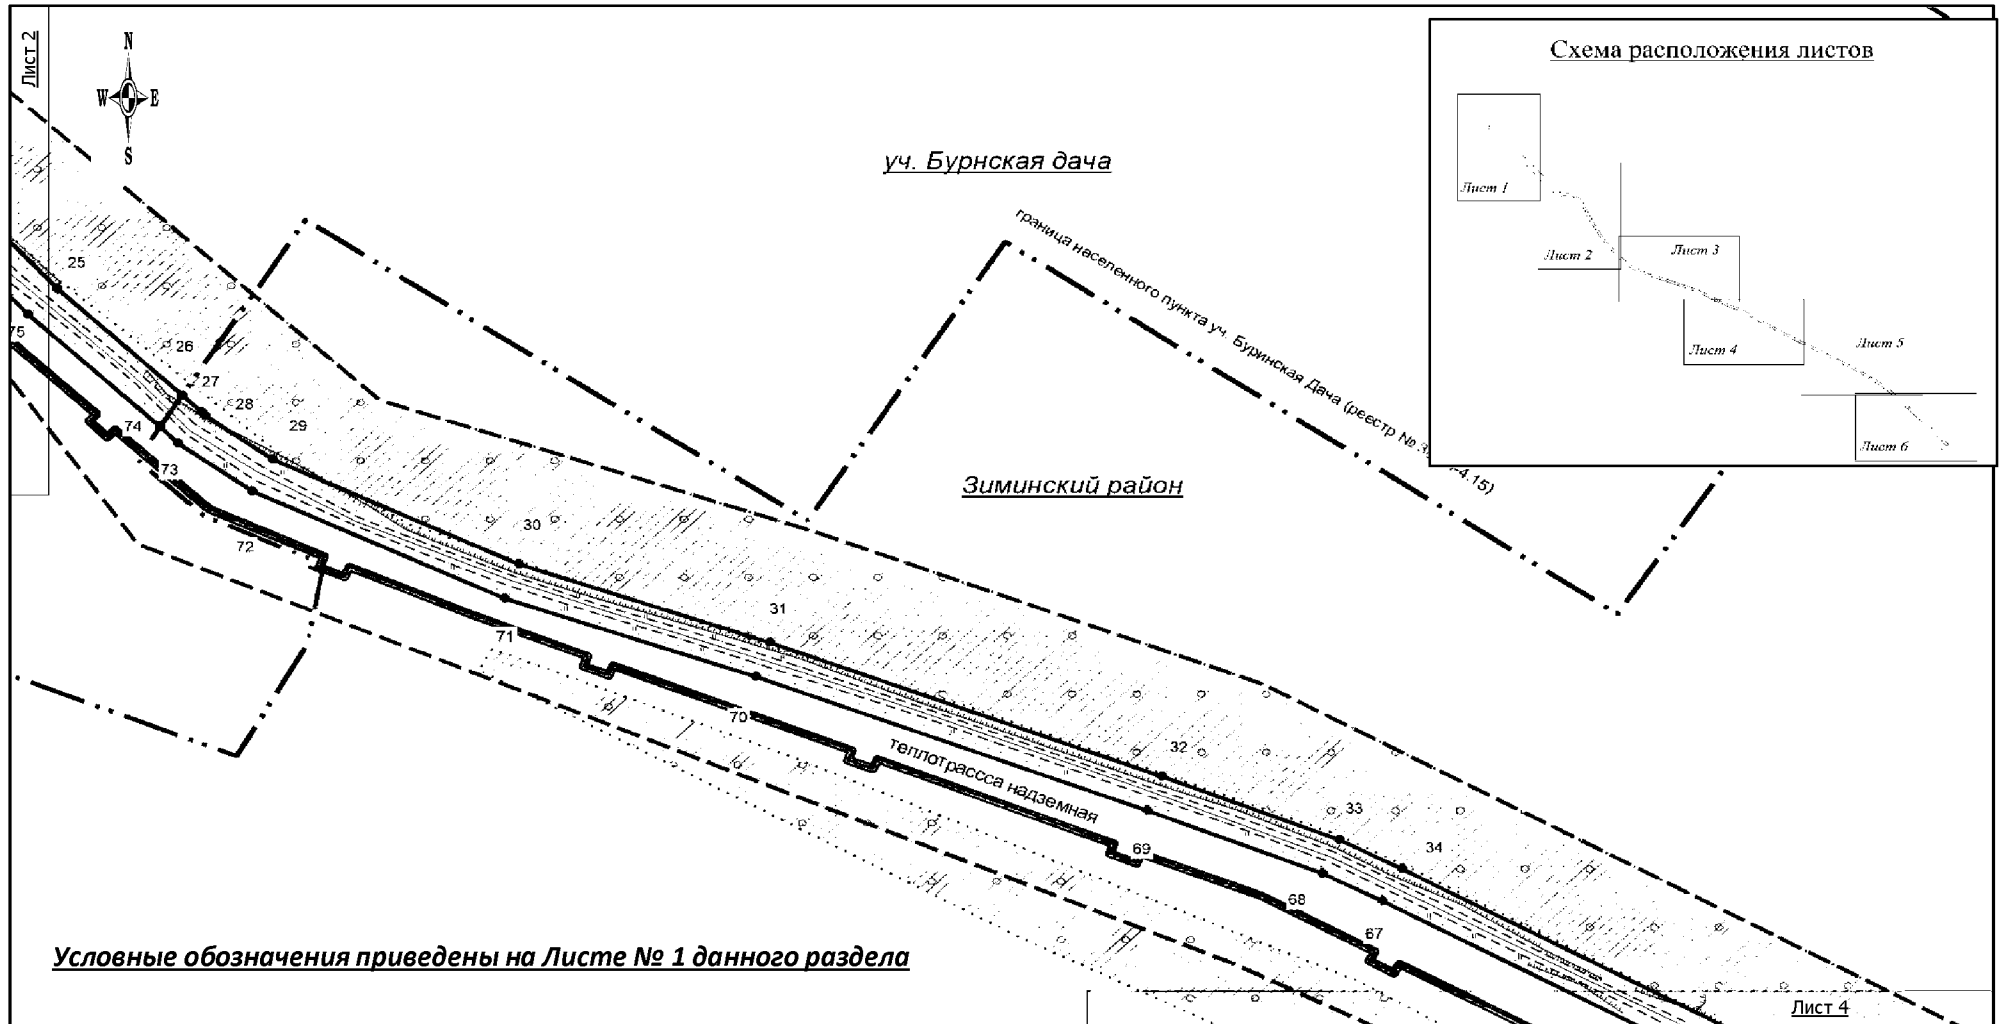 Лист 2
N
W E
S
Схема расположения листов
Лист 1
Лист 2
Лист 3
Лист 4
Лист 5
Лист 6
уч. Бурнская дача
граница населенного пункта уч. Буринская Дача (реестр № 3
-4.15)
Зиминский район
25
75
26
27
28
29
74
73
72
30
71
31
70
теплотрассса надземная
32
69
33
34
68
67
Условные обозначения приведены на Листе № 1 данного раздела
Лист 4